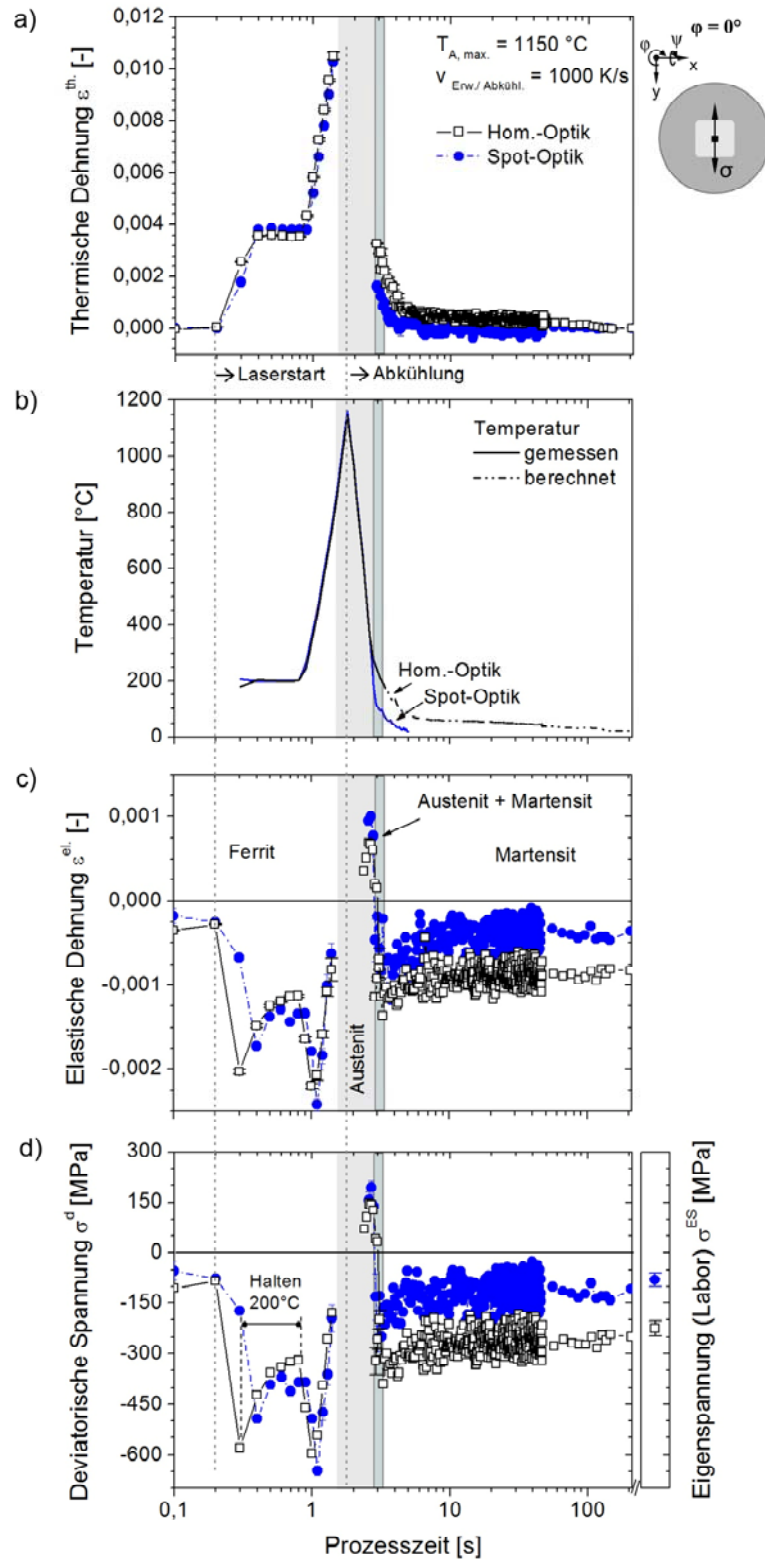 a)
0,012
0,010
0,008
0,006
0,004
0,002
0,000
Thermische Dehnung ε^th. [-]
T_A, max. = 1150 °C
v_Erw./ Abkühl. = 1000 K/s
Hom.-Optik
Spot-Optik
φ ψ φ = 0°
x
y
σ
→Laserstart
→Abkühlung
b)
1200
1000
800
600
400
200
0
Temperatur [°C]
Temperatur
gemessen
berechnet
Hom.-Optik
Spot-Optik
c)
0,001
0,000
-0,001
-0,002
Elastische Dehnung ε^el. [-]
Ferrit
Austenit
Austenit + Martensit
Martensit
d)
300
150
0
-150
-300
-450
-600
Deviatorische Spannung σ^d [MPa]
Halten
200°C
Eigenspannung (Labor) σ^ES [MPa]
0,1
1
10
100
Prozesszeit [s]